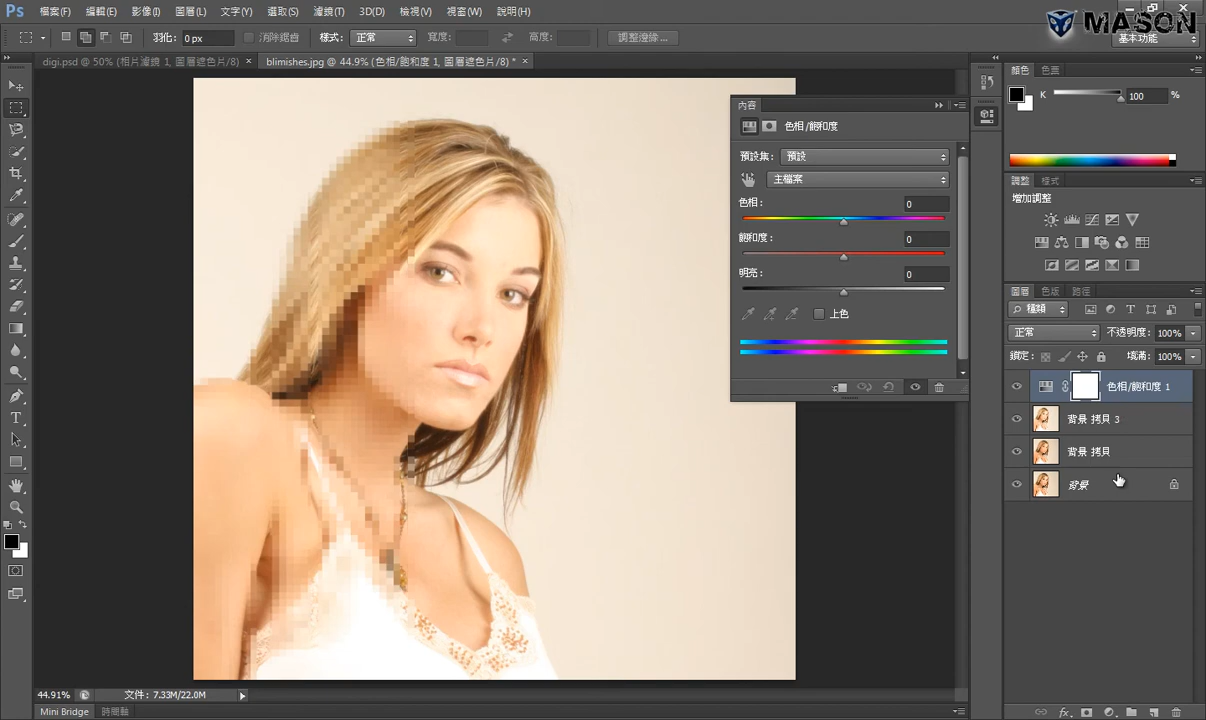 Ps 檔案(F) 編輯(E) 影像(I) 圖層(L) 文字(Y) 選取(S) 濾鏡(T) 3D(D) 檢視(V) 視窗(W) 說明(H)
MASON
羽化: 0 px 消除鋸齒 樣式: 正常 寬度: 高度: 調整邊緣... 基本功能
digi.psd @ 50% (相片濾鏡 1, 圖層遮色片/8) × blimishes.jpg @ 44.9% (色相/飽和度 1, 圖層遮色片/8) * ×
顏色 色票
K 100 %
內容
色相/飽和度
預設集: 預設
主檔案
色相: 0
飽和度: 0
明亮: 0
上色
調整 樣式
增加調整
圖層 色版 路徑
種類
正常 不透明度: 100%
鎖定: 填滿: 100%
色相/飽和度 1
背景 拷貝 3
背景 拷貝
背景
44.91% 文件: 7.33M/22.0M
Mini Bridge 時間軸